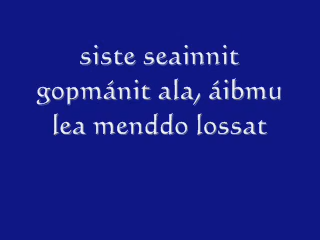 siste seainnit
gopmánit ala, áibmu
lea menddo lossat